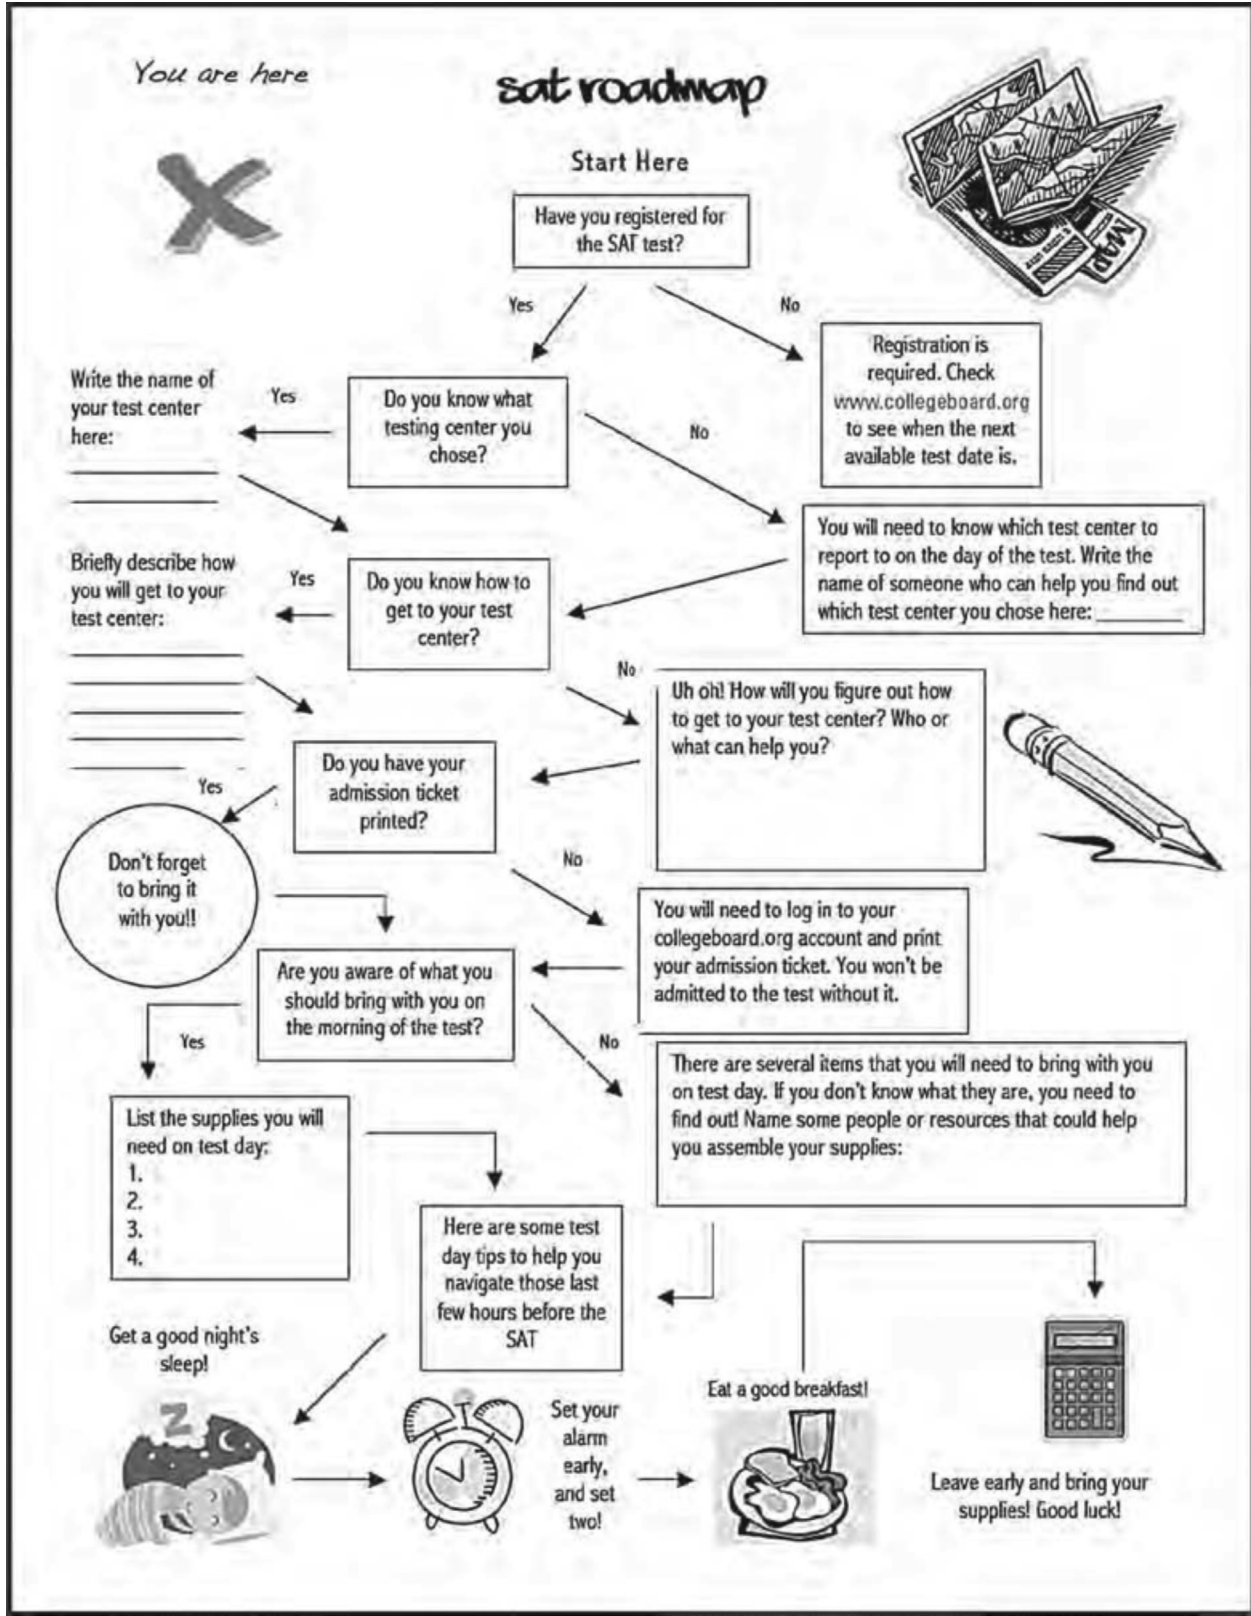 You are here
sat roadmap
Start Here
Have you registered for
the SAT test?
Yes
No
Registration is
required. Check
www.collegeboard.org
to see when the next
available test date is.
Write the name of
your test center
here:
Yes
Do you know what
testing center you
chose?
No
You will need to know which test center to
report to on the day of the test. Write the
name of someone who can help you find out
which test center you chose here:
Briefly describe how
you will get to your
test center:
Yes
Do you know how to
get to your test
center?
No
Uh oh! How will you figure out how
to get to your test center? Who or
what can help you?
Do you have your
admission ticket
printed?
Yes
No
Don't forget
to bring it
with you!!
You will need to log in to your
collegeboard.org account and print
your admission ticket. You won't be
admitted to the test without it.
Are you aware of what you
should bring with you on
the morning of the test?
Yes
No
There are several items that you will need to bring with you
on test day. If you don't know what they are, you need to
find out! Name some people or resources that could help
you assemble your supplies:
List the supplies you will
need on test day:
1.
2.
3.
4.
Here are some test
day tips to help you
navigate those last
few hours before the
SAT
Get a good night's
sleep!
Z
Set your
alarm
early,
and set
two!
Eat a good breakfast!
Leave early and bring your
supplies! Good luck!
MAP